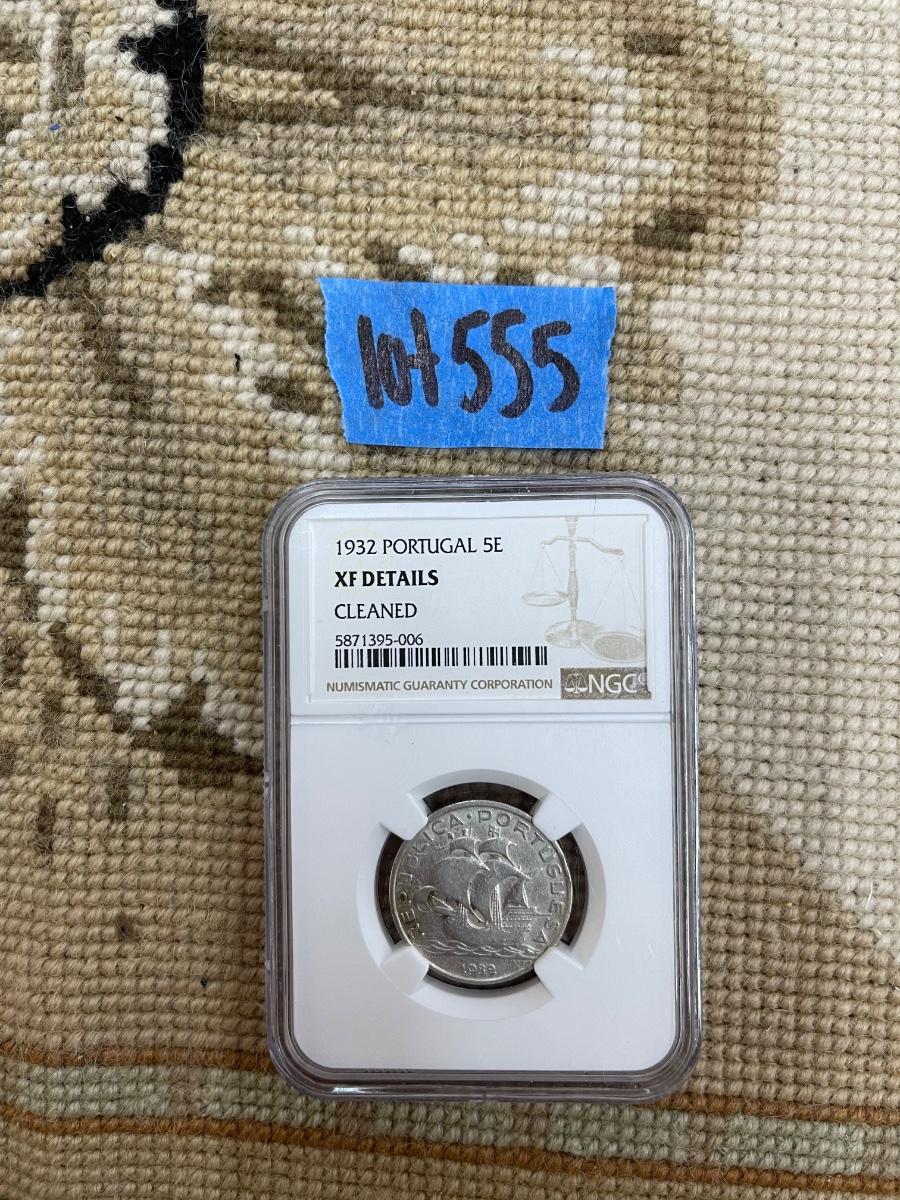 lot 555
1932 PORTUGAL 5E
XF DETAILS
CLEANED
5871395-006
NUMISMATIC GUARANTY CORPORATION NGC
REPUBLICA · PORTUGUESA